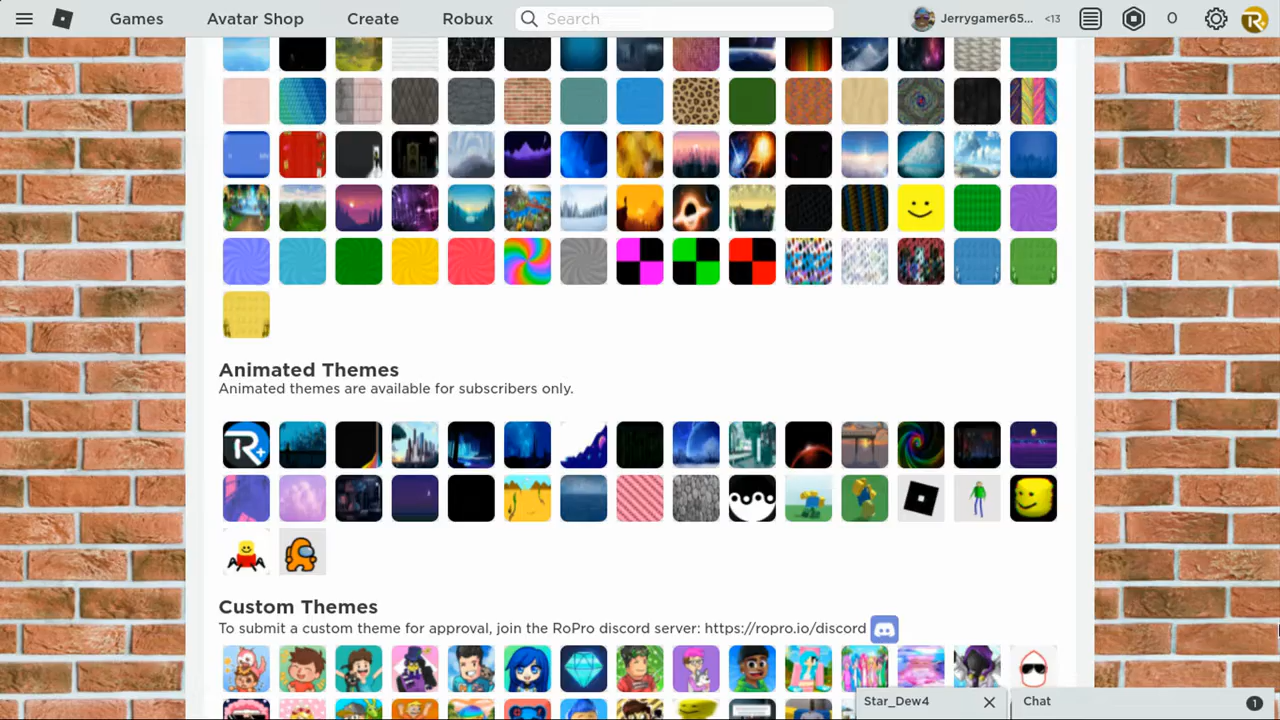 Games
Avatar Shop
Create
Robux
Search
Jerrygamer65...
<13
0
Animated Themes
Animated themes are available for subscribers only.
Custom Themes
To submit a custom theme for approval, join the RoPro discord server: https://ropro.io/discord
Star_Dew4
Chat
1